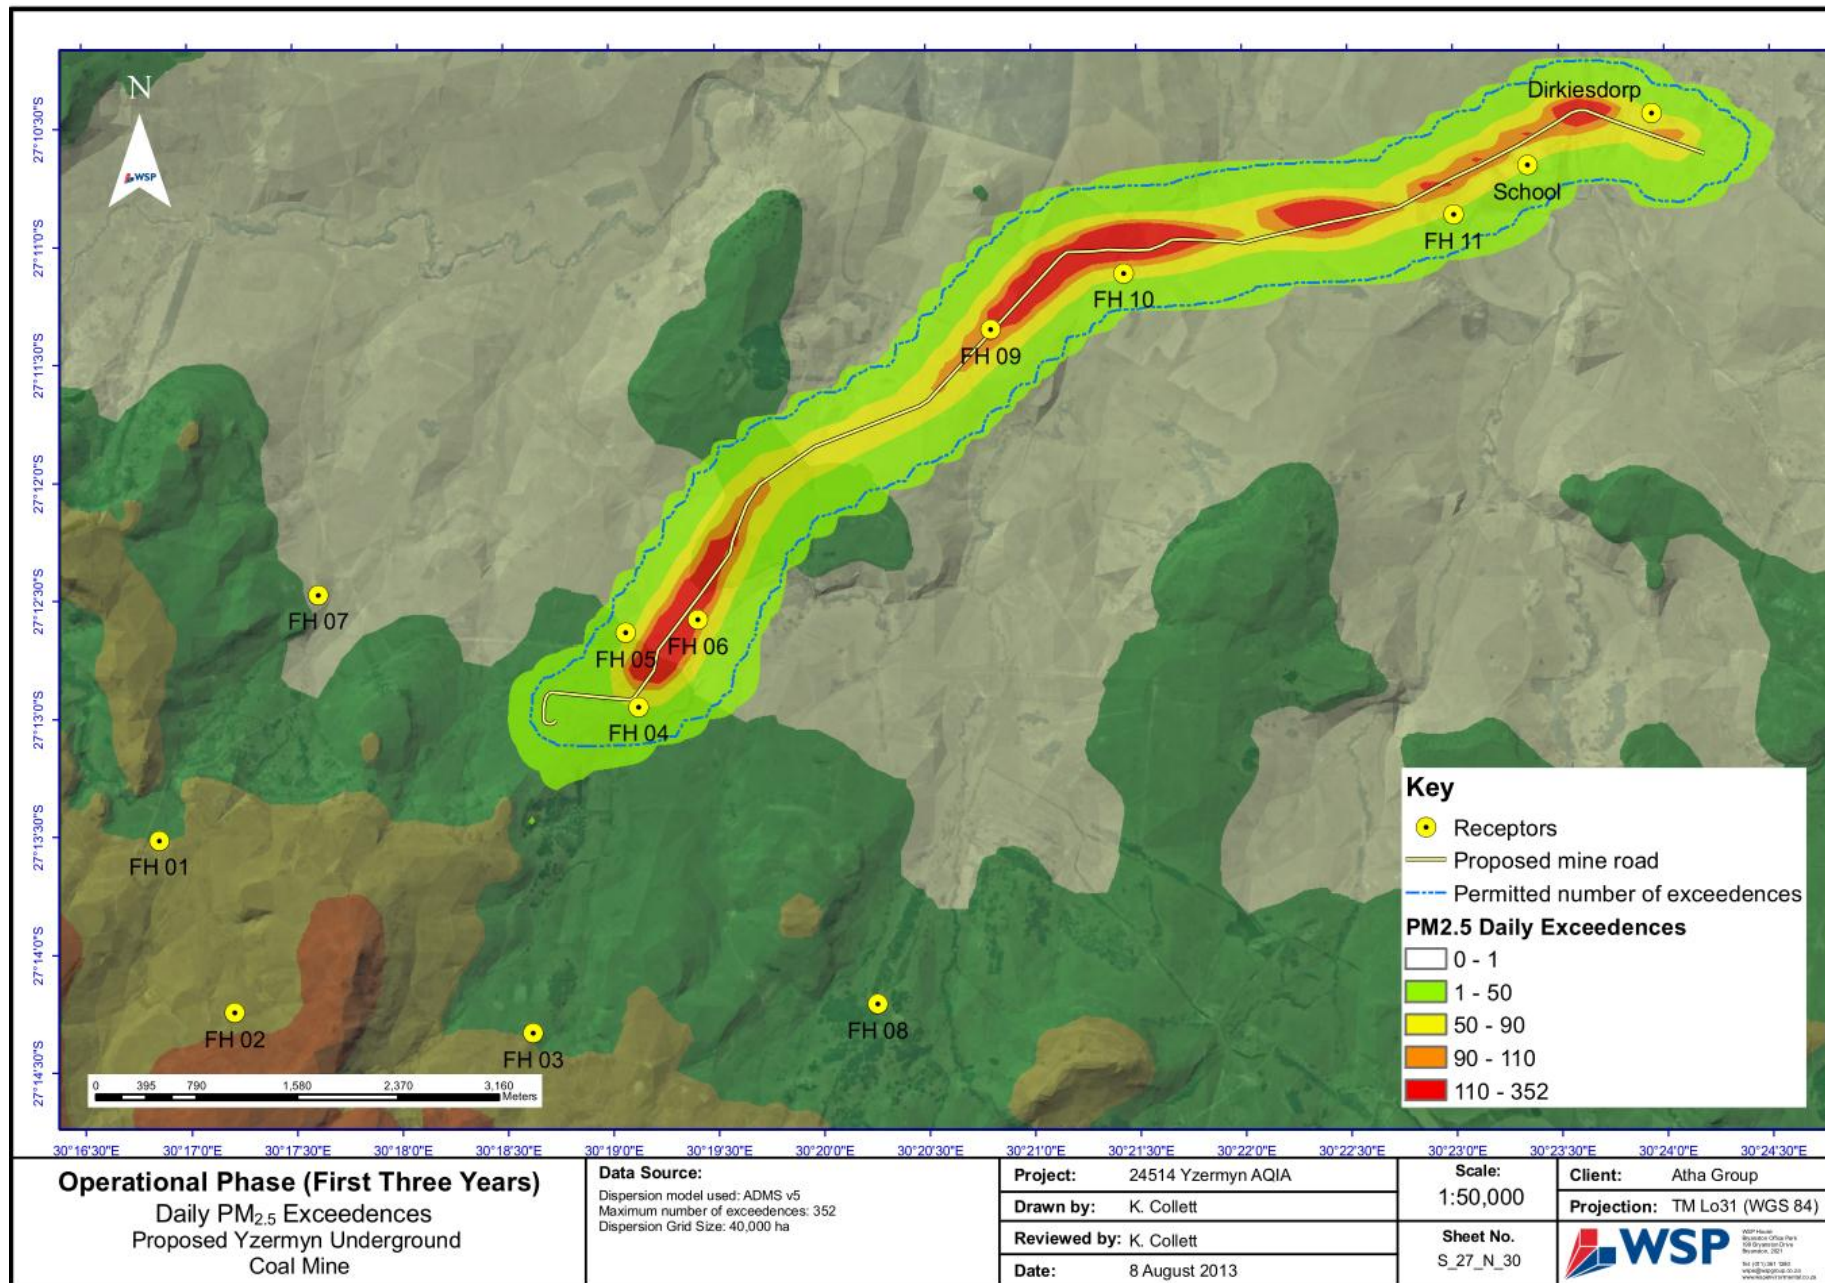 N
WSP
27°10'30"S
27°11'0"S
27°11'30"S
27°12'0"S
27°12'30"S
27°13'0"S
27°13'30"S
27°14'0"S
27°14'30"S
Dirkiesdorp
School
FH 11
FH 10
FH 09
FH 07
FH 05
FH 06
FH 04
FH 01
FH 02
FH 03
FH 08
Key
Receptors
Proposed mine road
Permitted number of exceedences
PM2.5 Daily Exceedences
0 - 1
1 - 50
50 - 90
90 - 110
110 - 352
0 395 790 1,580 2,370 3,160
Meters
30°16'30"E 30°17'0"E 30°17'30"E 30°18'0"E 30°18'30"E 30°19'0"E 30°19'30"E 30°20'0"E 30°20'30"E 30°21'0"E 30°21'30"E 30°22'0"E 30°22'30"E 30°23'0"E 30°23'30"E 30°24'0"E 30°24'30"E
Operational Phase (First Three Years)
Daily PM2.5 Exceedences
Proposed Yzermyn Underground
Coal Mine
Data Source:
Dispersion model used: ADMS v5
Maximum number of exceedences: 352
Dispersion Grid Size: 40,000 ha
Project: 24514 Yzermyn AQIA
Drawn by: K. Collett
Reviewed by: K. Collett
Date: 8 August 2013
Scale:
1:50,000
Sheet No.
S_27_N_30
Client: Atha Group
Projection: TM Lo31 (WGS 84)
WSP
WSP House
Bryanston Office Park